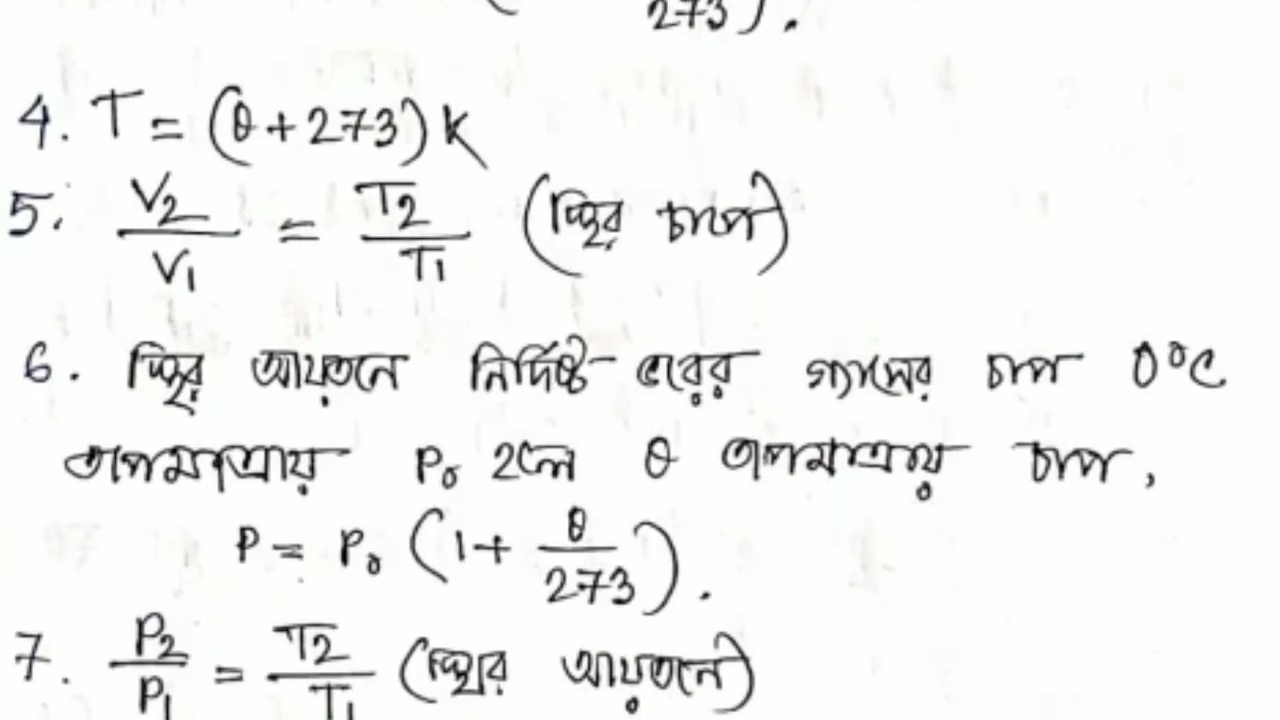 273).
4. T = (θ + 273) K
5. V₂/V₁ = T₂/T₁ (স্থির চাপে)
6. স্থির আয়তনে নির্দিষ্ট ভরের গ্যাসের চাপ 0°C
তাপমাত্রায় P₀ হলে θ তাপমাত্রায় চাপ,
P = P₀ (1 + θ/273).
7. P₂/P₁ = T₂/T₁ (স্থির আয়তনে)